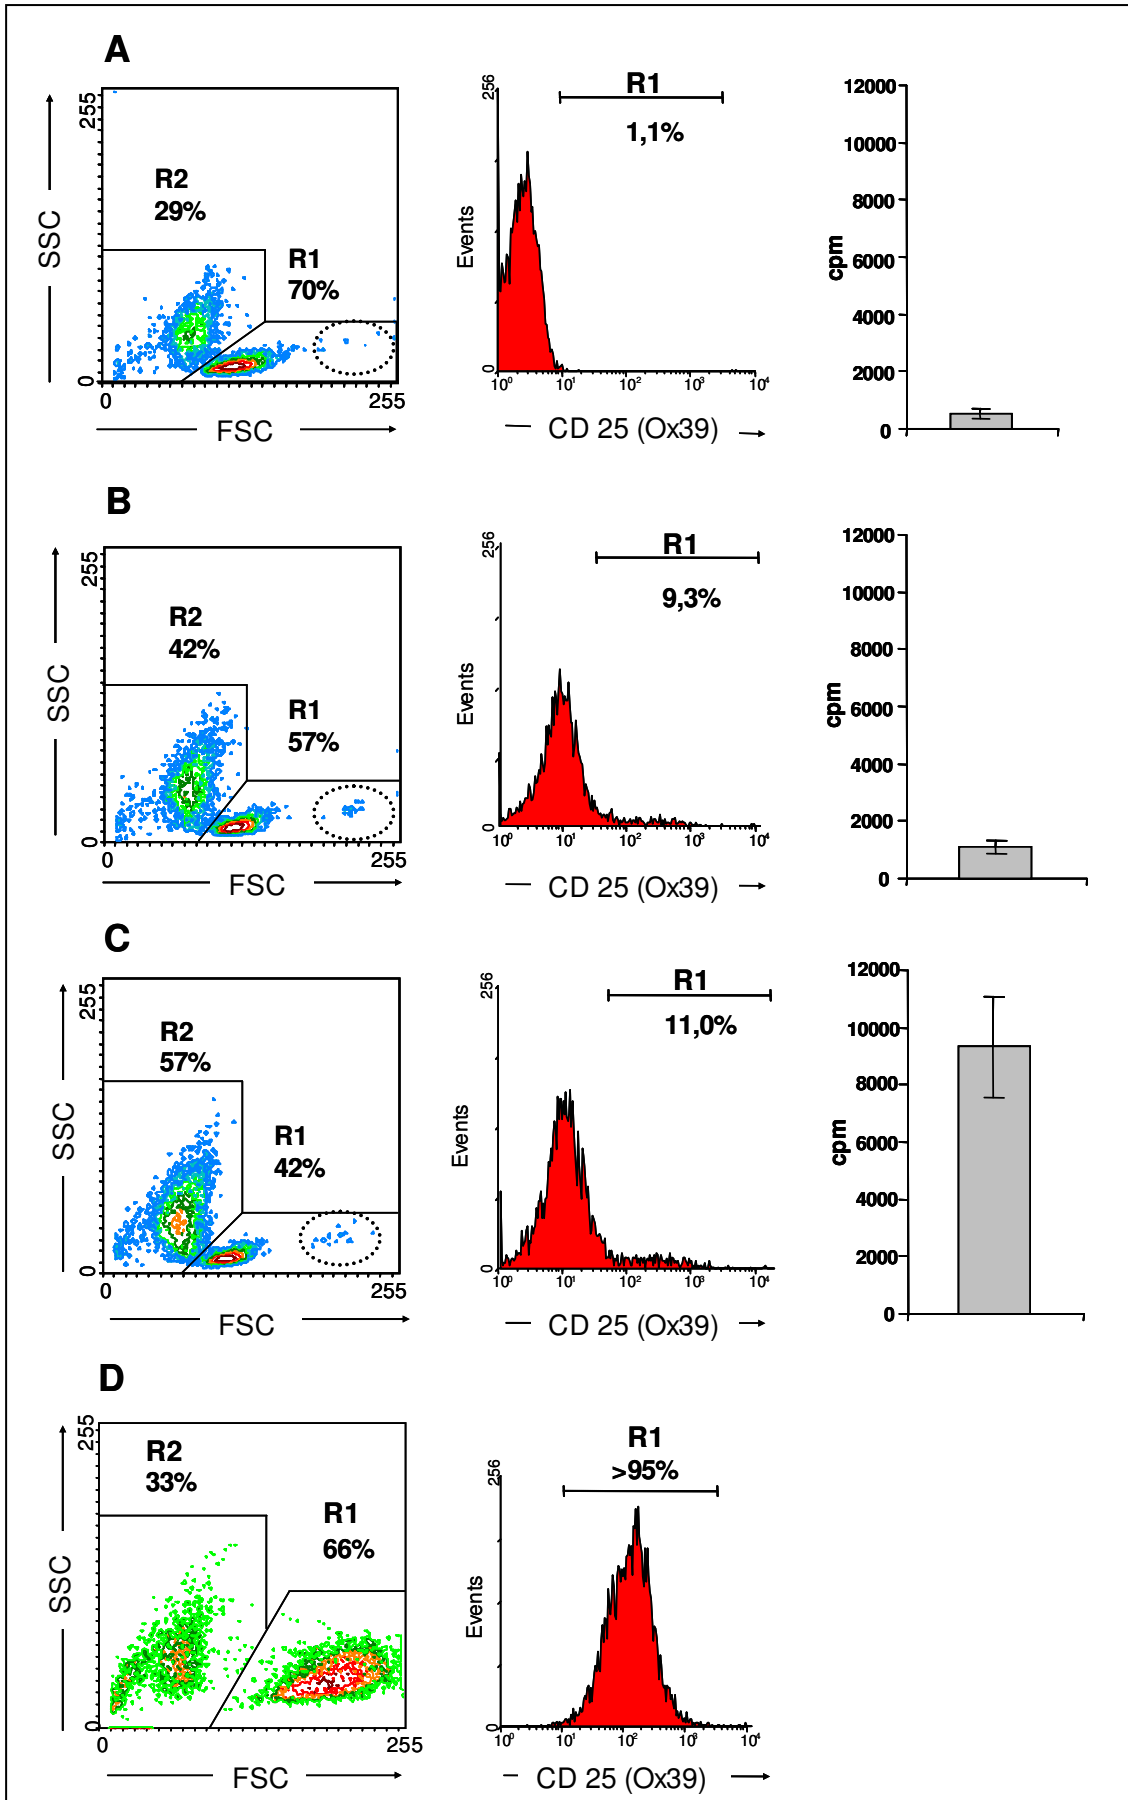 A
255
SSC
0
R2
29%
R1
70%
0 255
FSC
256
Events
0
R1
1,1%
10⁰ 10¹ 10² 10³ 10⁴
CD 25 (Ox39)
12000
10000
8000
6000
4000
2000
0
cpm
B
255
SSC
0
R2
42%
R1
57%
0 255
FSC
256
Events
0
R1
9,3%
10⁰ 10¹ 10² 10³ 10⁴
CD 25 (Ox39)
12000
10000
8000
6000
4000
2000
0
cpm
C
255
SSC
0
R2
57%
R1
42%
0 255
FSC
256
Events
0
R1
11,0%
10⁰ 10¹ 10² 10³ 10⁴
CD 25 (Ox39)
12000
10000
8000
6000
4000
2000
0
cpm
D
255
SSC
0
R2
33%
R1
66%
0 255
FSC
256
Events
0
R1
>95%
10⁰ 10¹ 10² 10³ 10⁴
CD 25 (Ox39)